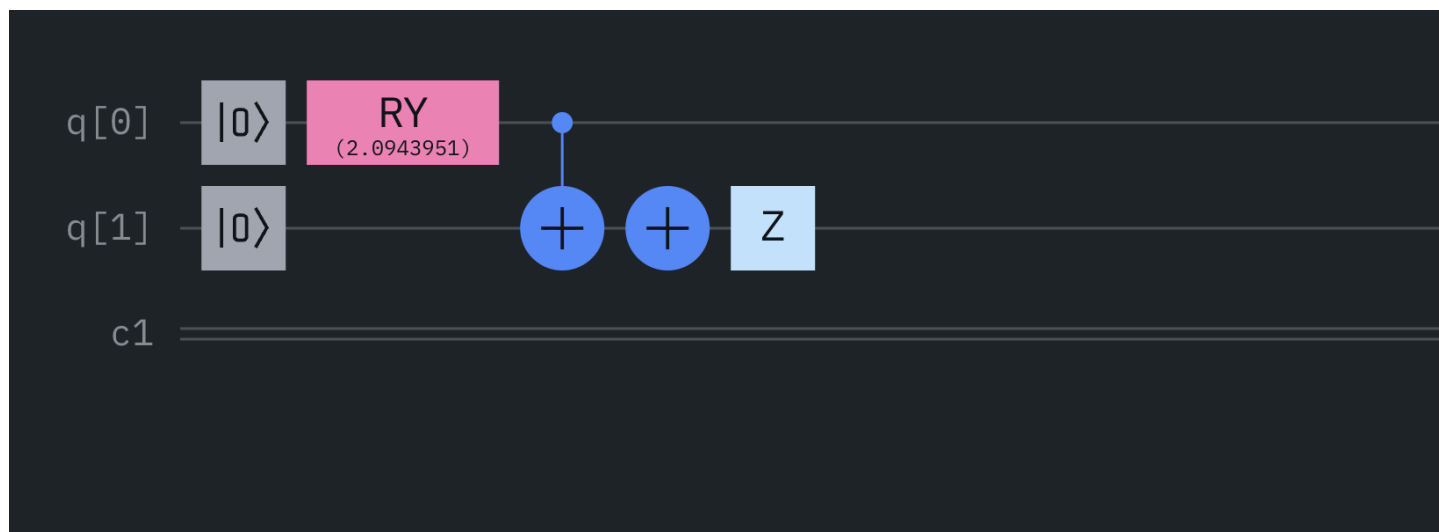 q[0] |0⟩ RY
(2.0943951)
q[1] |0⟩ + + Z
c1